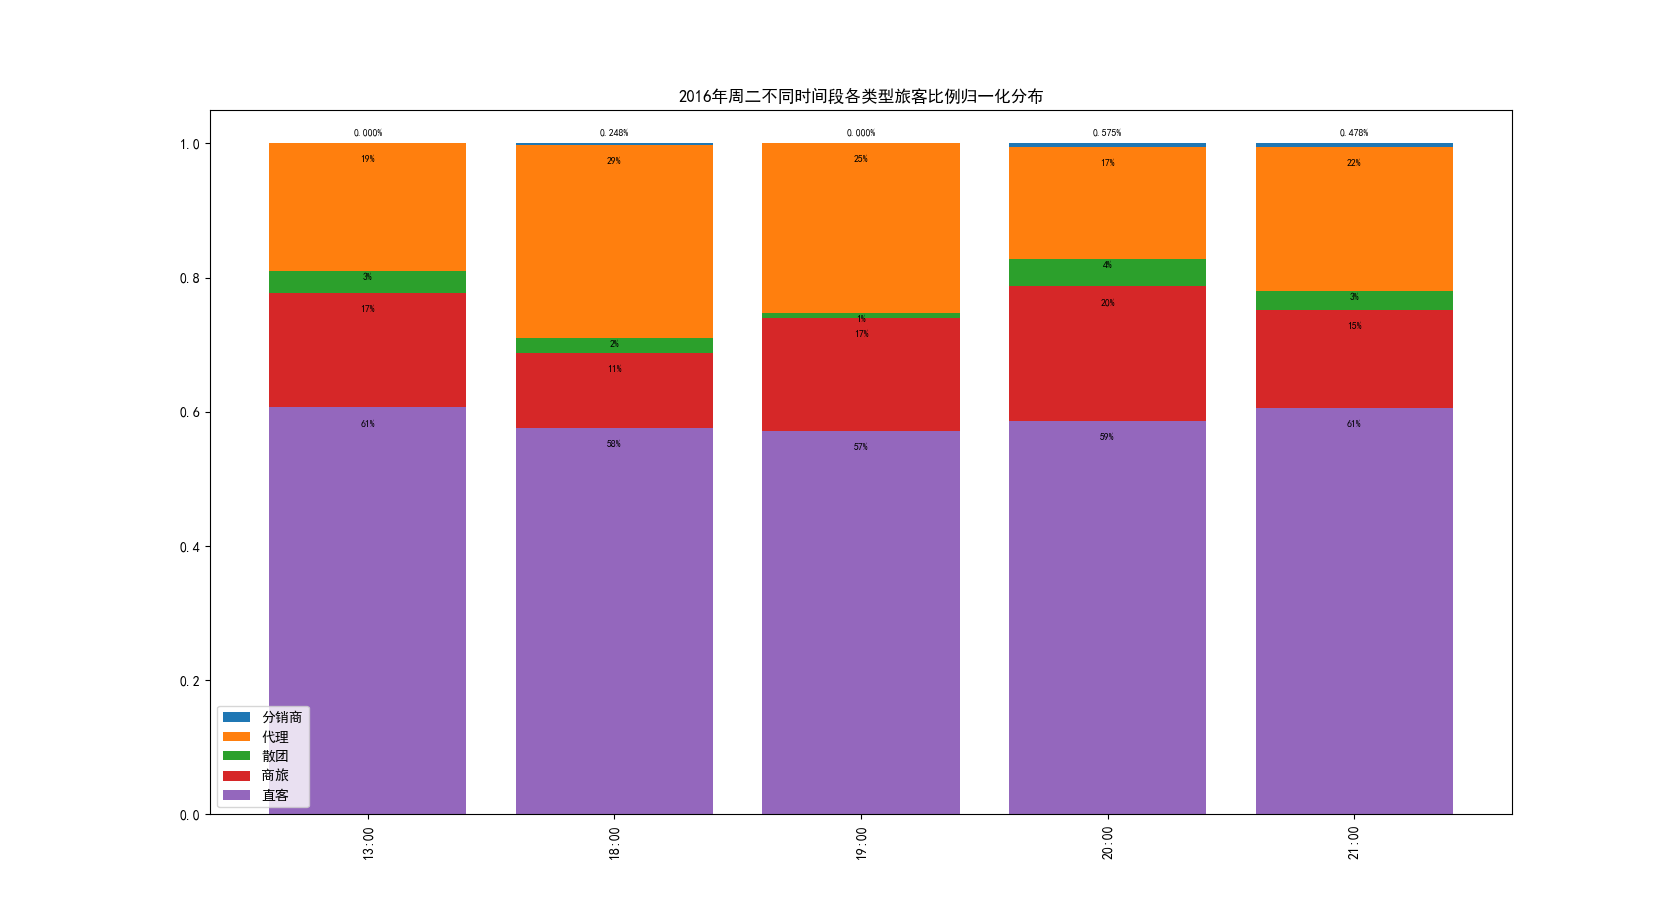 2016年周二不同时间段各类型旅客比例归一化分布
0.000% 0.248% 0.000% 0.575% 0.478%
1.0
19% 29% 25% 17% 22%
0.8
3% 2% 1% 4% 3%
17% 11% 17% 20% 15%
0.6
61% 58% 57% 59% 61%
0.4
0.2
0.0
分销商
代理
散团
商旅
直客
13:00 18:00 19:00 20:00 21:00